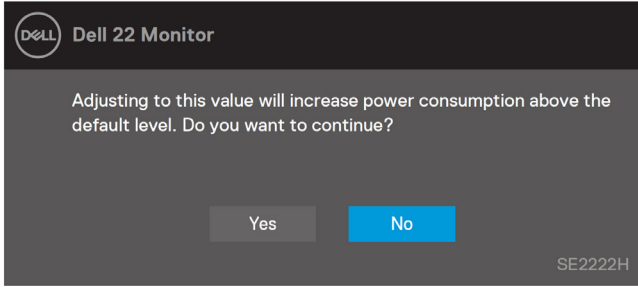 DELL Dell 22 Monitor
Adjusting to this value will increase power consumption above the
default level. Do you want to continue?
Yes No
SE2222H